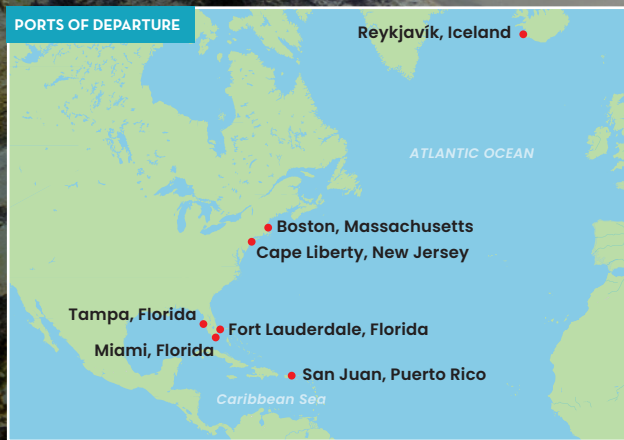 PORTS OF DEPARTURE
Reykjavík, Iceland
ATLANTIC OCEAN
Boston, Massachusetts
Cape Liberty, New Jersey
Tampa, Florida
Fort Lauderdale, Florida
Miami, Florida
San Juan, Puerto Rico
Caribbean Sea